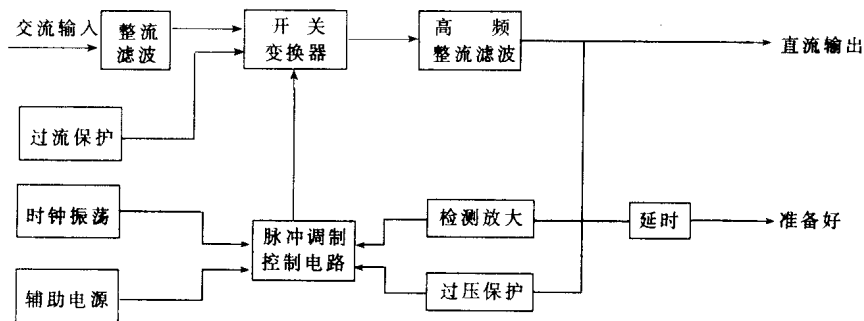 交流输入
整流
滤波
开关
变换器
高频
整流滤波
直流输出
过流保护
时钟振荡
脉冲调制
控制电路
检测放大
延时
准备好
辅助电源
过压保护